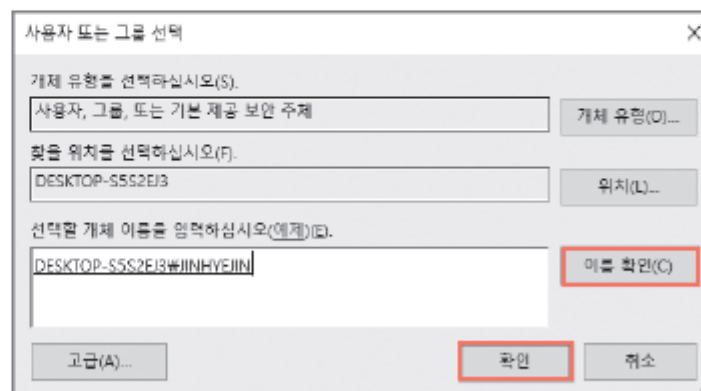 사용자 또는 그룹 선택
개체 유형을 선택하십시오(S).
사용자, 그룹, 또는 기본 제공 보안 주체
개체 유형(O)...
찾을 위치를 선택하십시오(F).
DESKTOP-S5S2EJ3
위치(L)...
선택할 개체 이름을 입력하십시오(예제)(E).
DESKTOP-S5S2EJ3₩JINHYEJIN
이름 확인(C)
고급(A)...
확인
취소